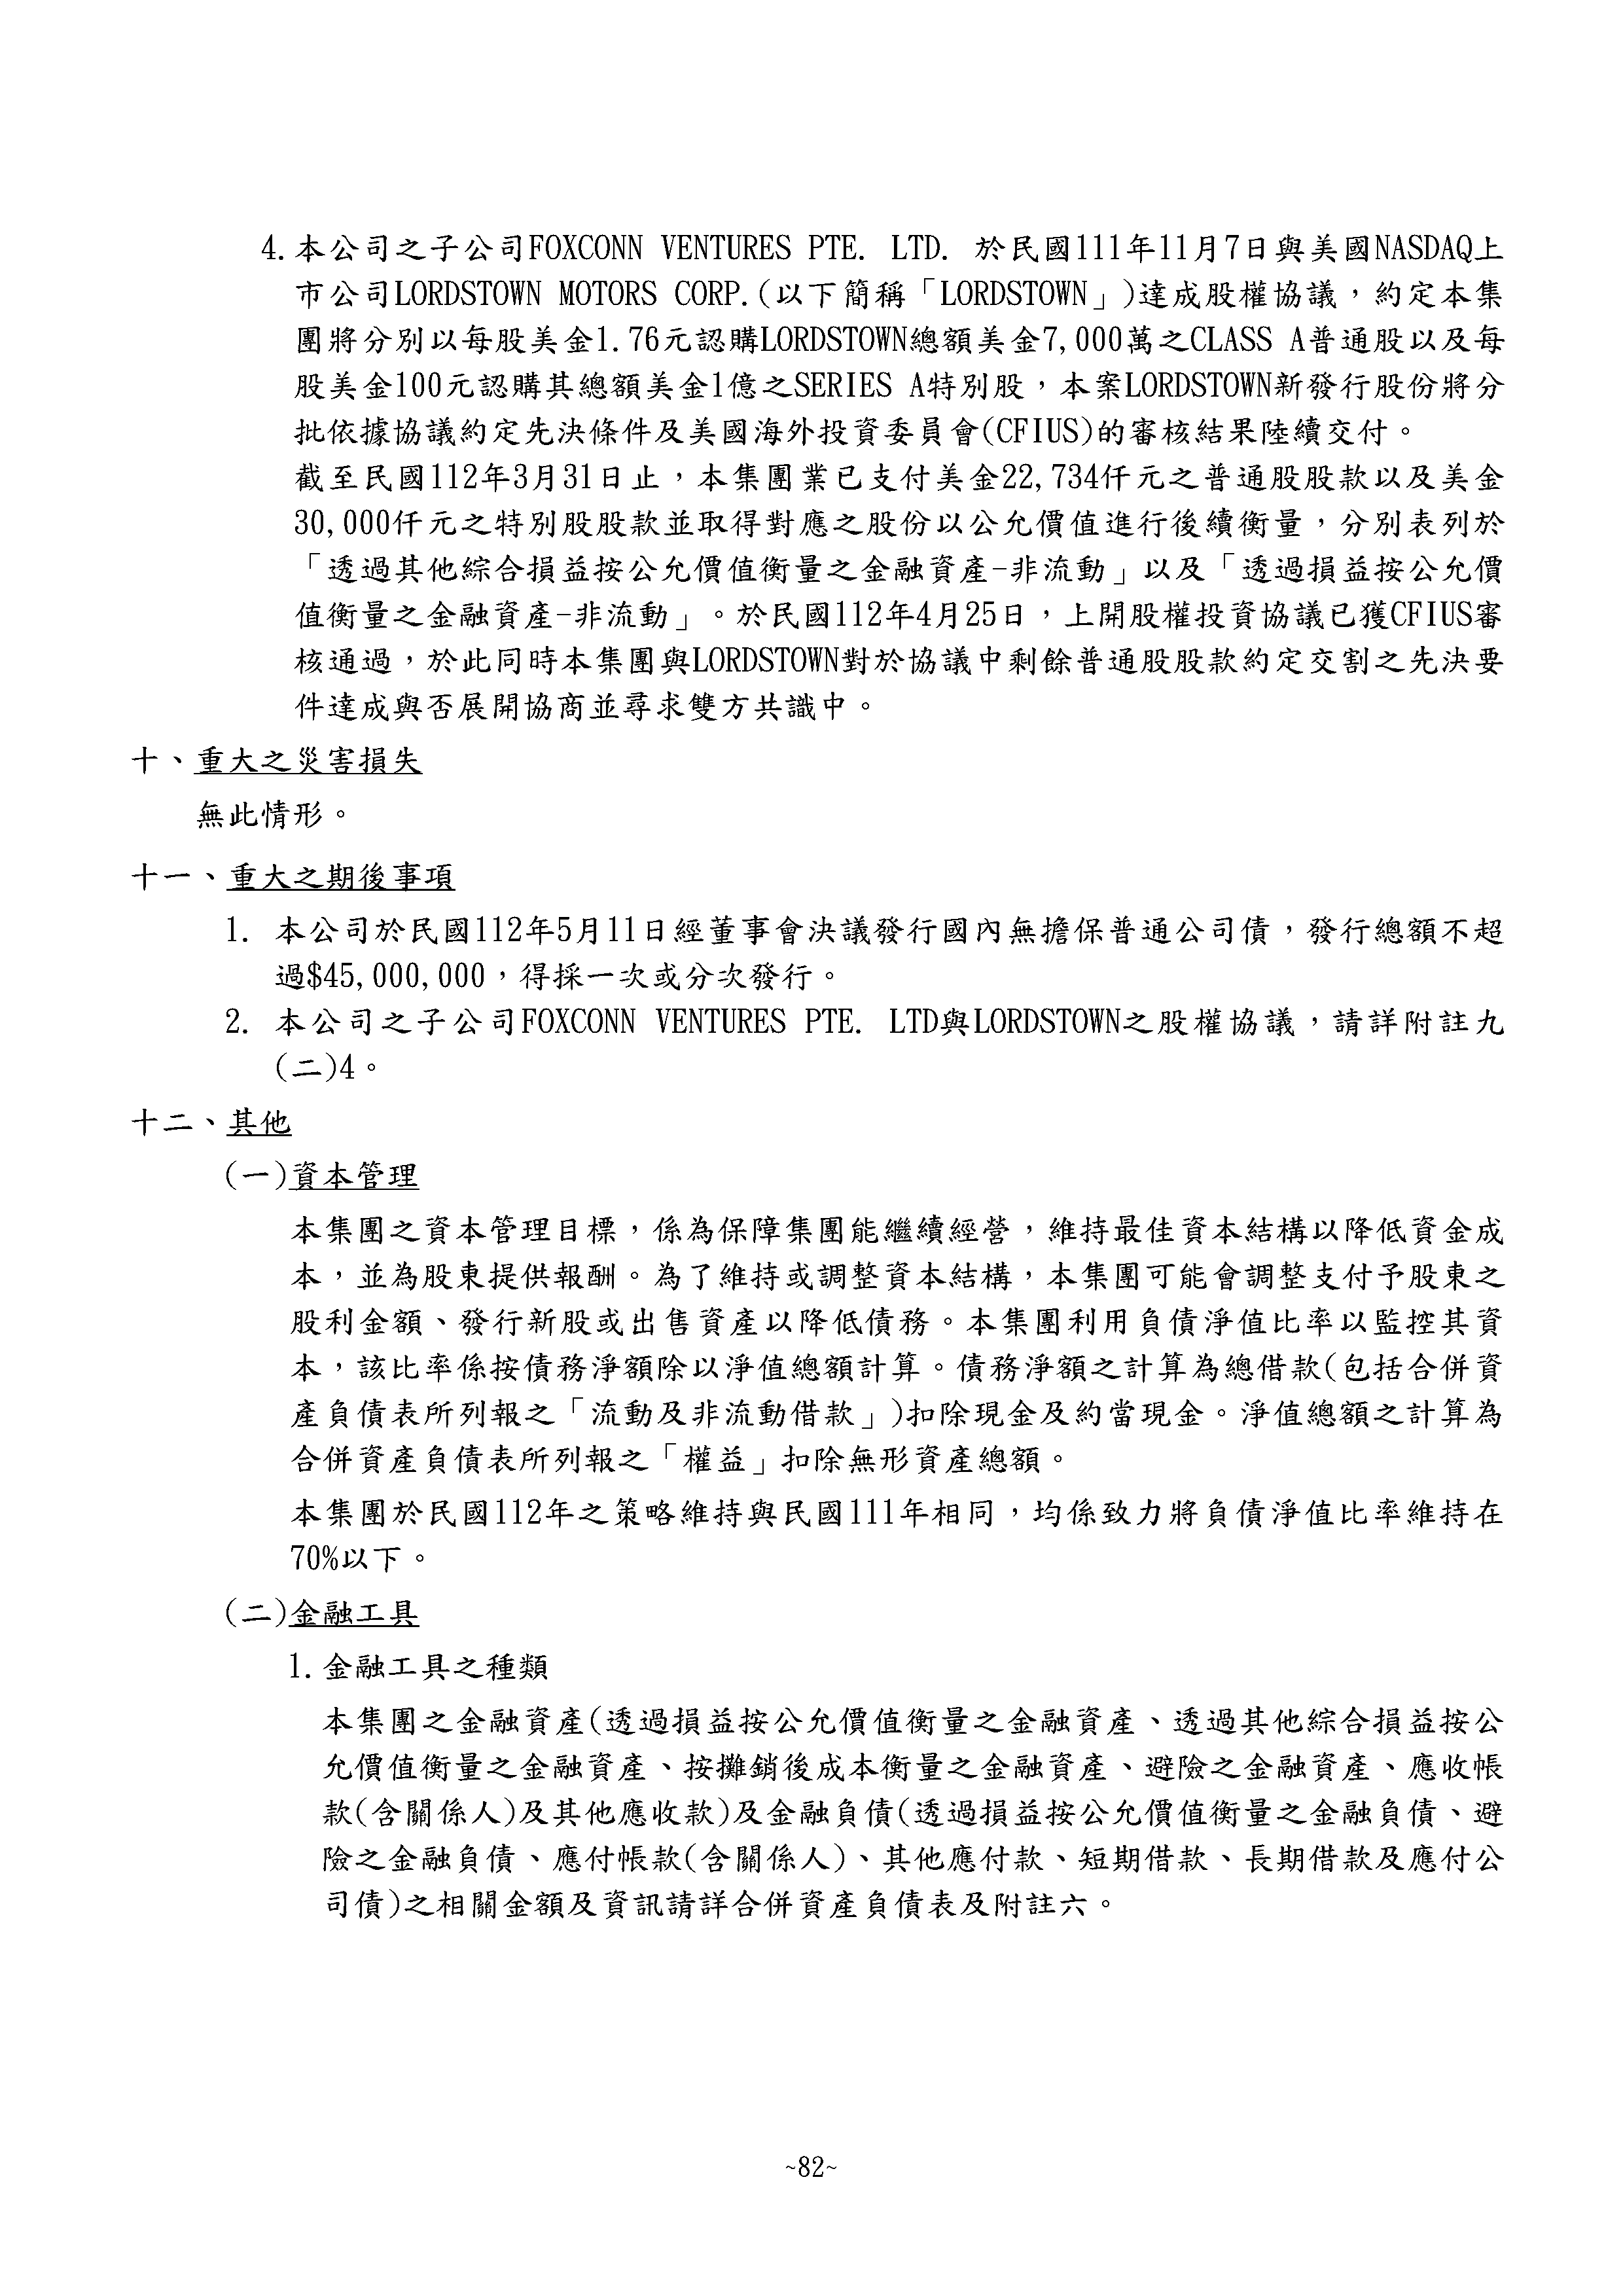 4.本公司之子公司FOXCONN VENTURES PTE. LTD. 於民國111年11月7日與美國NASDAQ上
市公司LORDSTOWN MOTORS CORP.(以下簡稱「LORDSTOWN」)達成股權協議，約定本集
團將分別以每股美金1.76元認購LORDSTOWN總額美金7,000萬之CLASS A普通股以及每
股美金100元認購其總額美金1億之SERIES A特別股，本案LORDSTOWN新發行股份將分
批依據協議約定先決條件及美國海外投資委員會(CFIUS)的審核結果陸續交付。
截至民國112年3月31日止，本集團業已支付美金22,734仟元之普通股股款以及美金
30,000仟元之特別股股款並取得對應之股份以公允價值進行後續衡量，分別表列於
「透過其他綜合損益按公允價值衡量之金融資產-非流動」以及「透過損益按公允價
值衡量之金融資產-非流動」。於民國112年4月25日，上開股權投資協議已獲CFIUS審
核通過，於此同時本集團與LORDSTOWN對於協議中剩餘普通股股款約定交割之先決要
件達成與否展開協商並尋求雙方共識中。
十、重大之災害損失
無此情形。
十一、重大之期後事項
1. 本公司於民國112年5月11日經董事會決議發行國內無擔保普通公司債，發行總額不超
過$45,000,000，得採一次或分次發行。
2. 本公司之子公司FOXCONN VENTURES PTE. LTD與LORDSTOWN之股權協議，請詳附註九
(二)4。
十二、其他
(一)資本管理
本集團之資本管理目標，係為保障集團能繼續經營，維持最佳資本結構以降低資金成
本，並為股東提供報酬。為了維持或調整資本結構，本集團可能會調整支付予股東之
股利金額、發行新股或出售資產以降低債務。本集團利用負債淨值比率以監控其資
本，該比率係按債務淨額除以淨值總額計算。債務淨額之計算為總借款(包括合併資
產負債表所列報之「流動及非流動借款」)扣除現金及約當現金。淨值總額之計算為
合併資產負債表所列報之「權益」扣除無形資產總額。
本集團於民國112年之策略維持與民國111年相同，均係致力將負債淨值比率維持在
70%以下。
(二)金融工具
1.金融工具之種類
本集團之金融資產(透過損益按公允價值衡量之金融資產、透過其他綜合損益按公
允價值衡量之金融資產、按攤銷後成本衡量之金融資產、避險之金融資產、應收帳
款(含關係人)及其他應收款)及金融負債(透過損益按公允價值衡量之金融負債、避
險之金融負債、應付帳款(含關係人)、其他應付款、短期借款、長期借款及應付公
司債)之相關金額及資訊請詳合併資產負債表及附註六。
~82~